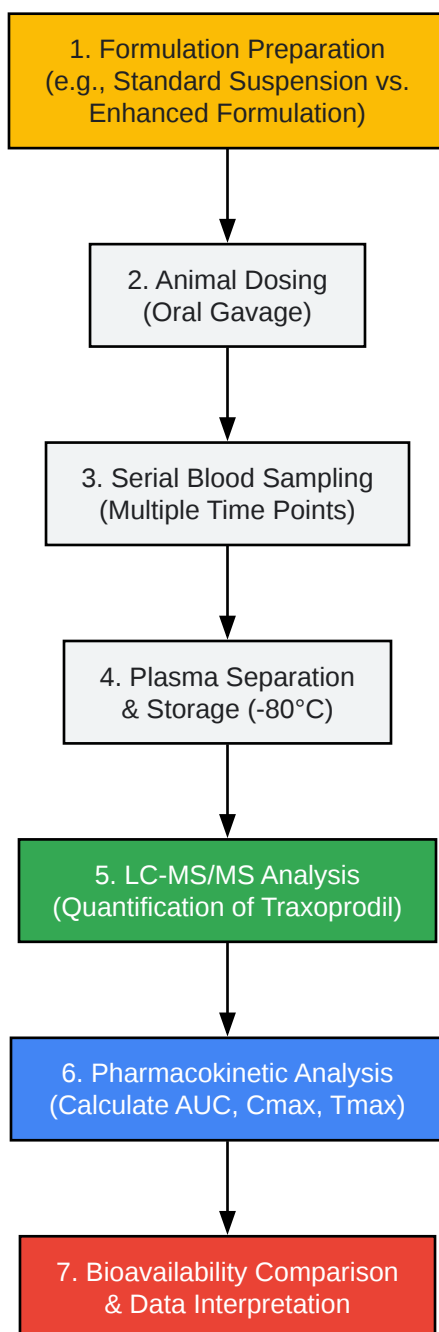 1. Formulation Preparation
(e.g., Standard Suspension vs.
Enhanced Formulation)
2. Animal Dosing
(Oral Gavage)
3. Serial Blood Sampling
(Multiple Time Points)
4. Plasma Separation
& Storage (-80°C)
5. LC-MS/MS Analysis
(Quantification of Traxoprodil)
6. Pharmacokinetic Analysis
(Calculate AUC, Cmax, Tmax)
7. Bioavailability Comparison
& Data Interpretation